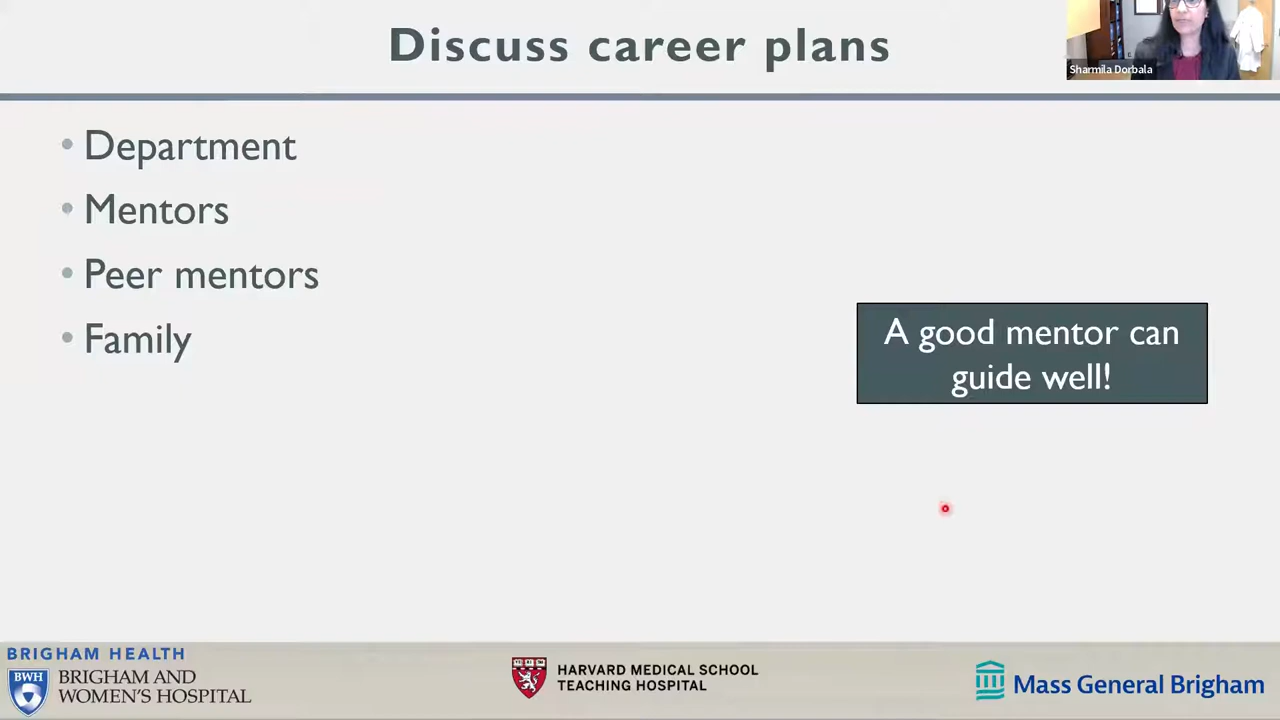 Discuss career plans
Sharmila Dorbala
• Department
• Mentors
• Peer mentors
• Family
A good mentor can
guide well!
BRIGHAM HEALTH
BWH
BRIGHAM AND
WOMEN'S HOSPITAL
HARVARD MEDICAL SCHOOL
TEACHING HOSPITAL
Mass General Brigham